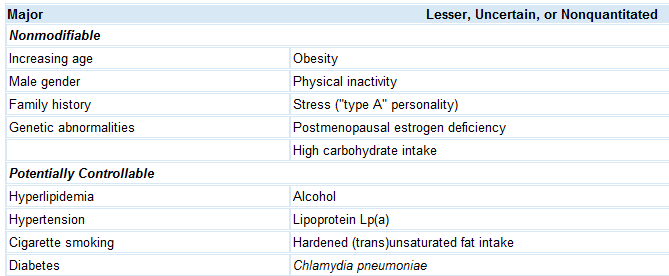 Major Lesser, Uncertain, or Nonquantitated
Nonmodifiable
Increasing age Obesity
Male gender Physical inactivity
Family history Stress ("type A" personality)
Genetic abnormalities Postmenopausal estrogen deficiency
High carbohydrate intake
Potentially Controllable
Hyperlipidemia Alcohol
Hypertension Lipoprotein Lp(a)
Cigarette smoking Hardened (trans)unsaturated fat intake
Diabetes Chlamydia pneumoniae